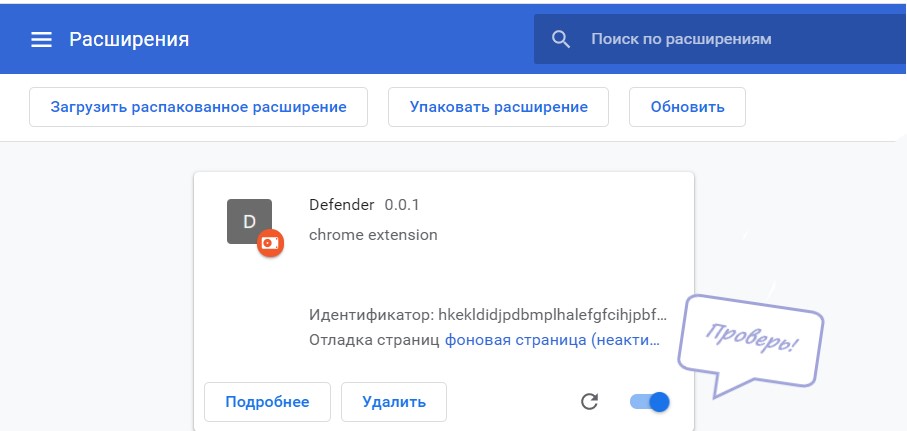 Расширения
Поиск по расширениям
Загрузить распакованное расширение
Упаковать расширение
Обновить
D
Defender 0.0.1
chrome extension
Идентификатор: hkekldidjpdbmplhalefgfcihjpbf...
Отладка страниц фоновая страница (неакти...
Проверь!
Подробнее
Удалить